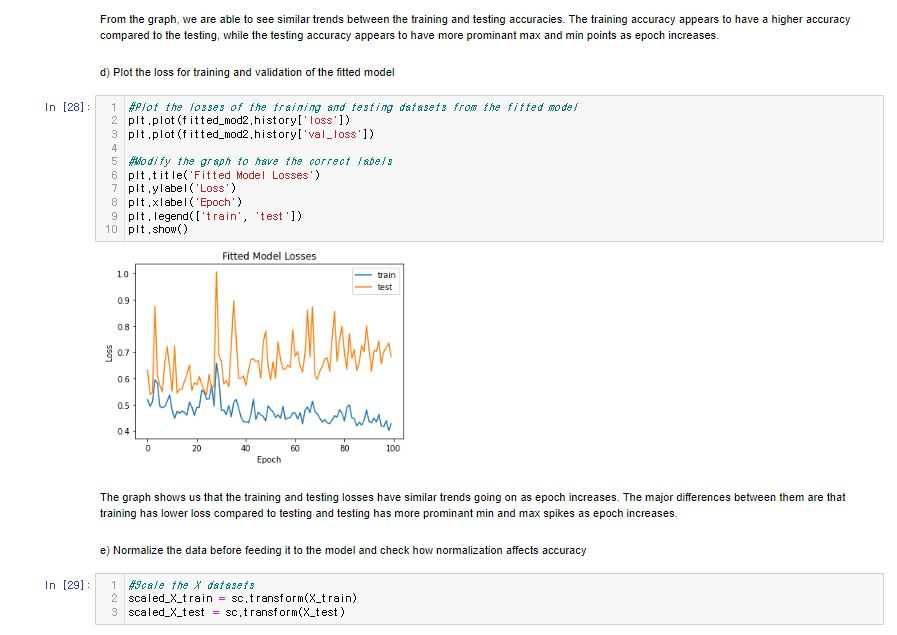 From the graph, we are able to see similar trends between the training and testing accuracies. The training accuracy appears to have a higher accuracy
compared to the testing, while the testing accuracy appears to have more prominant max and min points as epoch increases.
d) Plot the loss for training and validation of the fitted model
In [28]:
1 #Plot the losses of the training and testing datasets from the fitted model
2 plt.plot(fitted_mod2.history['loss'])
3 plt.plot(fitted_mod2.history['val_loss'])
4
5 #Modify the graph to have the correct labels
6 plt.title('Fitted Model Losses')
7 plt.ylabel('Loss')
8 plt.xlabel('Epoch')
9 plt.legend(['train', 'test'])
10 plt.show()
Fitted Model Losses
train
test
1.0
0.9
0.8
0.7
0.6
0.5
0.4
Loss
0 20 40 60 80 100
Epoch
The graph shows us that the training and testing losses have similar trends going on as epoch increases. The major differences between them are that
training has lower loss compared to testing and testing has more prominent min and max spikes as epoch increases.
e) Normalize the data before feeding it to the model and check how normalization affects accuracy
In [29]:
1 #Scale the X datasets
2 scaled_X_train = sc.transform(X_train)
3 scaled_X_test = sc.transform(X_test)